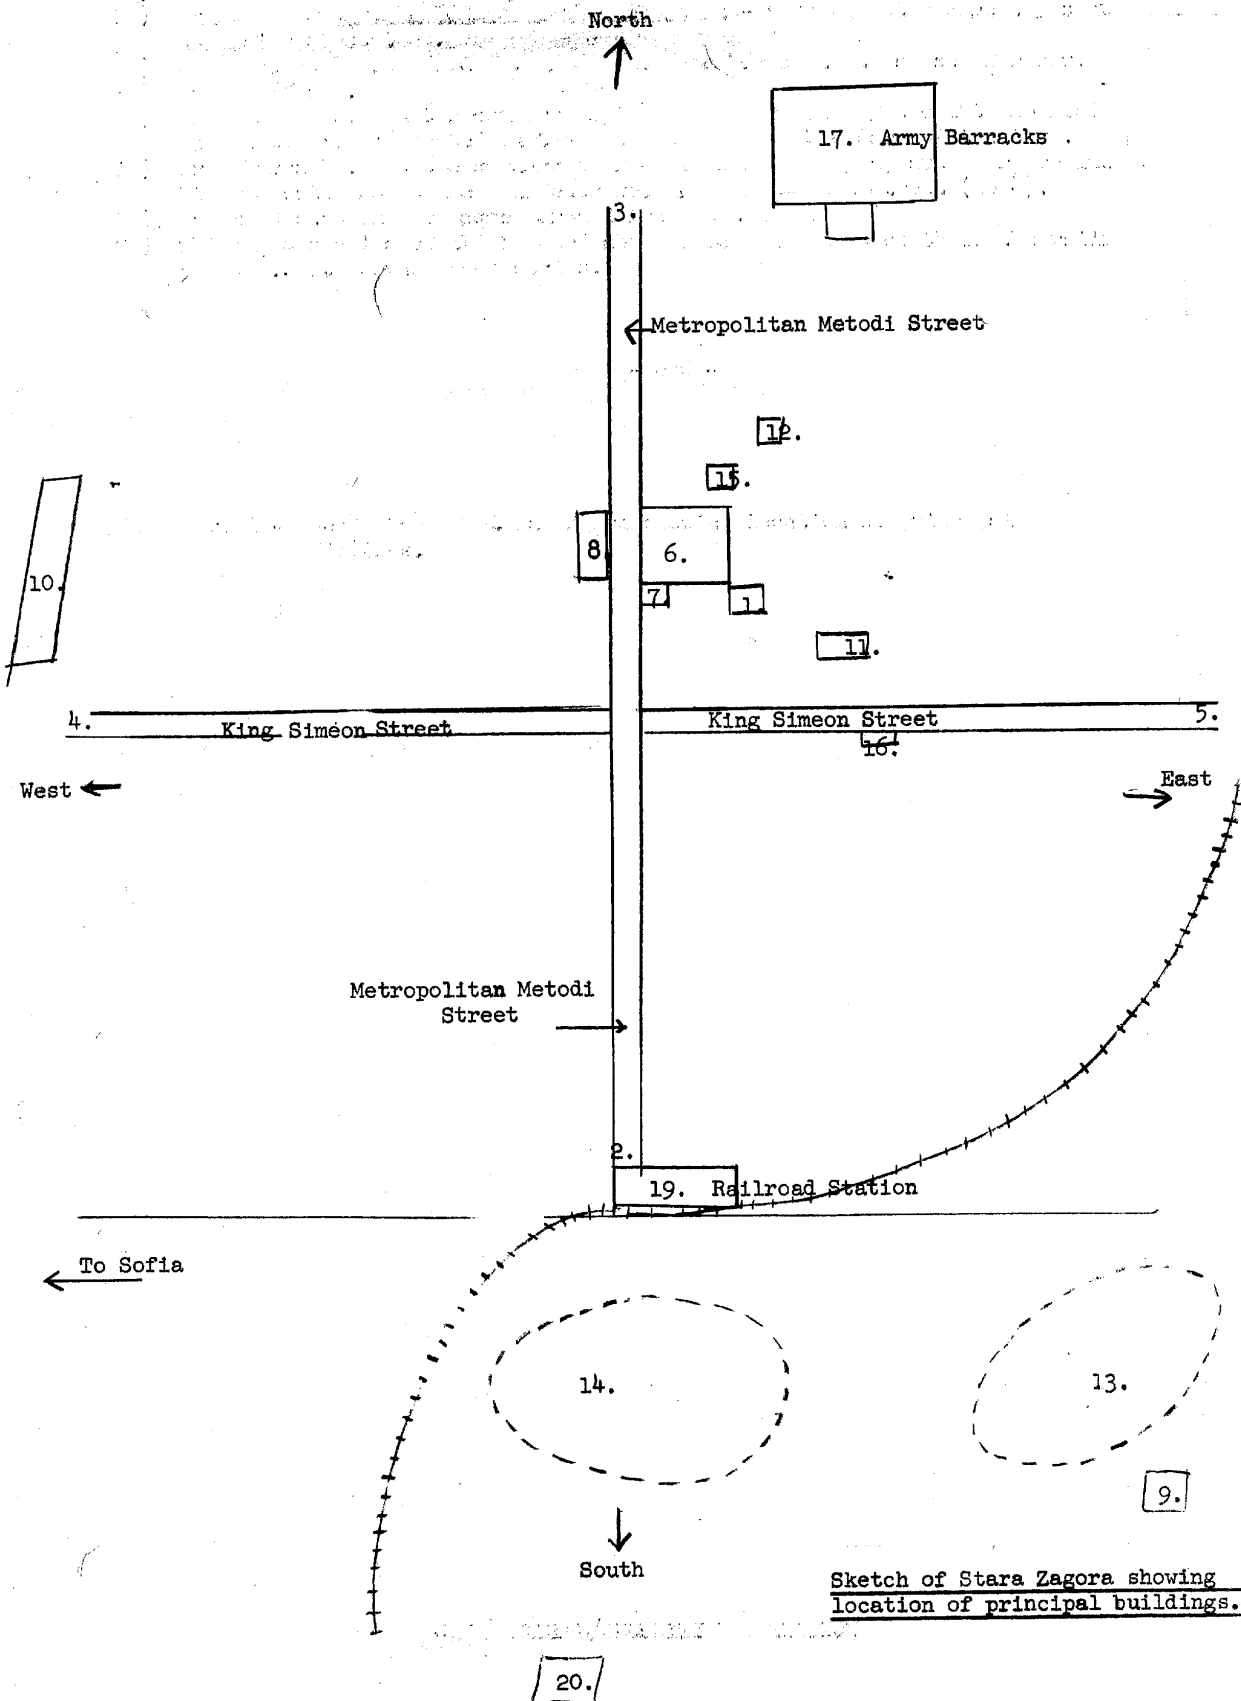 North
17. Army Barracks .
3.
Metropolitan Metodi Street
12.
15.
8
6.
10.
7.
1.
11.
4.
King Simeon Street
King Simeon Street
5.
16.
West
East
Metropolitan Metodi
Street
2.
19. Railroad Station
To Sofia
14.
13.
9.
South
Sketch of Stara Zagora showing
location of principal buildings.
20.